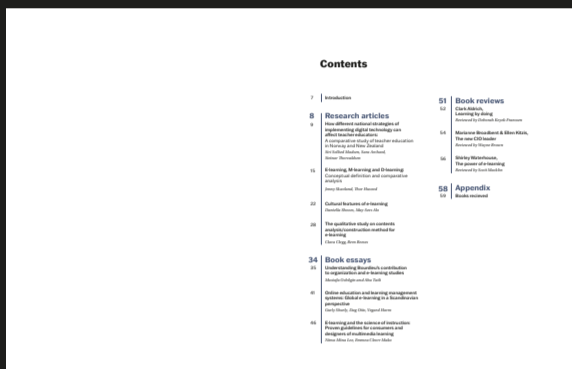 Contents
7 Introduction
8 Research articles
9 How different national strategies of
implementing digital technology can
affect teacher educators:
A comparative study of teacher education
in Norway and New Zealand
15 E-learning, M-learning and D-learning:
Conceptual definition and comparative
analysis
22 Cultural features of e-learning
28 The qualitative study on contents
analysis/construction method for
e-learning
34 Book essays
35 Understanding Bourdieu's contribution
to organization and e-learning studies
41 Online education and learning management
systems. Global e-learning in a Scandinavian
perspective
46 E-learning and the science of instruction:
Proven guidelines for consumers and
designers of multimedia learning
51 Book reviews
52 Clark Aldrich,
Learning by doing
Reviewed by
54 Marianne Broadbent & Ellen Kitzis,
The new CIO leader
Reviewed by
56 Shirley Waterhouse,
The power of e-learning
Reviewed by
58 Appendix
59 Books received